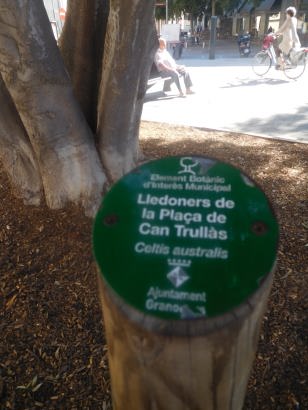 Element Botànic
d'Interès Municipal
Lledoners de
la Plaça de
Can Trullàs
Celtis australis
Ajuntament